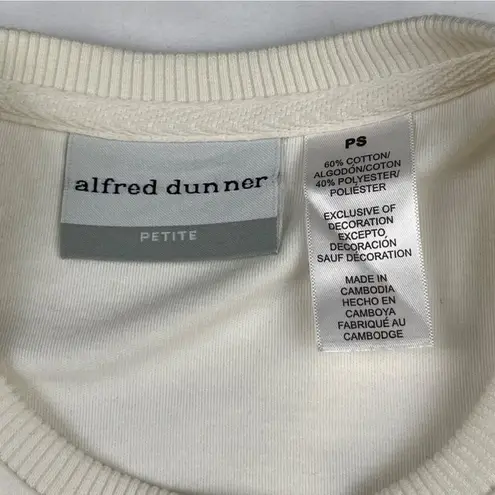 alfred dunner
PETITE
PS
60% COTTON/
ALGODÓN/COTON
40% POLYESTER/
POLIÉSTER
EXCLUSIVE OF
DECORATION
EXCEPTO
DECORACIÓN
SAUF DÉCORATION
MADE IN
CAMBODIA
HECHO EN
CAMBOYA
FABRIQUÉ AU
CAMBODGE